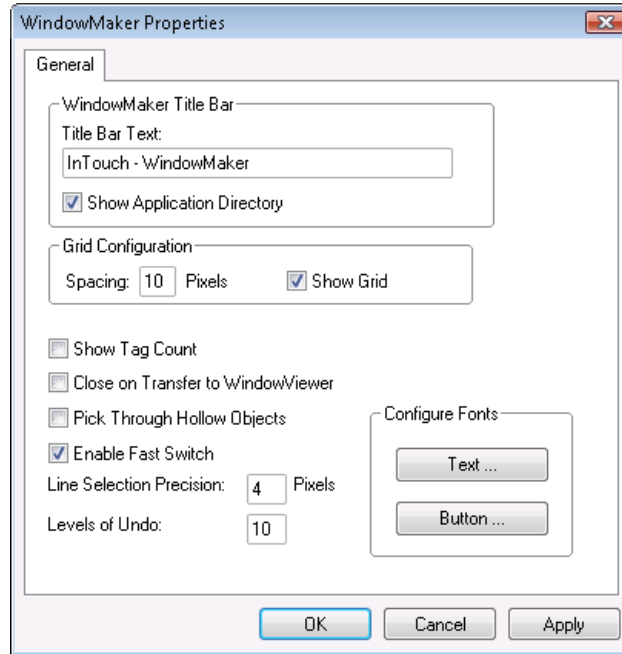 WindowMaker Properties
General
WindowMaker Title Bar
Title Bar Text:
InTouch - WindowMaker
Show Application Directory
Grid Configuration
Spacing: 10 Pixels Show Grid
Show Tag Count
Close on Transfer to WindowViewer
Pick Through Hollow Objects
Enable Fast Switch
Line Selection Precision: 4 Pixels
Levels of Undo: 10
Configure Fonts
Text ...
Button ...
OK Cancel Apply